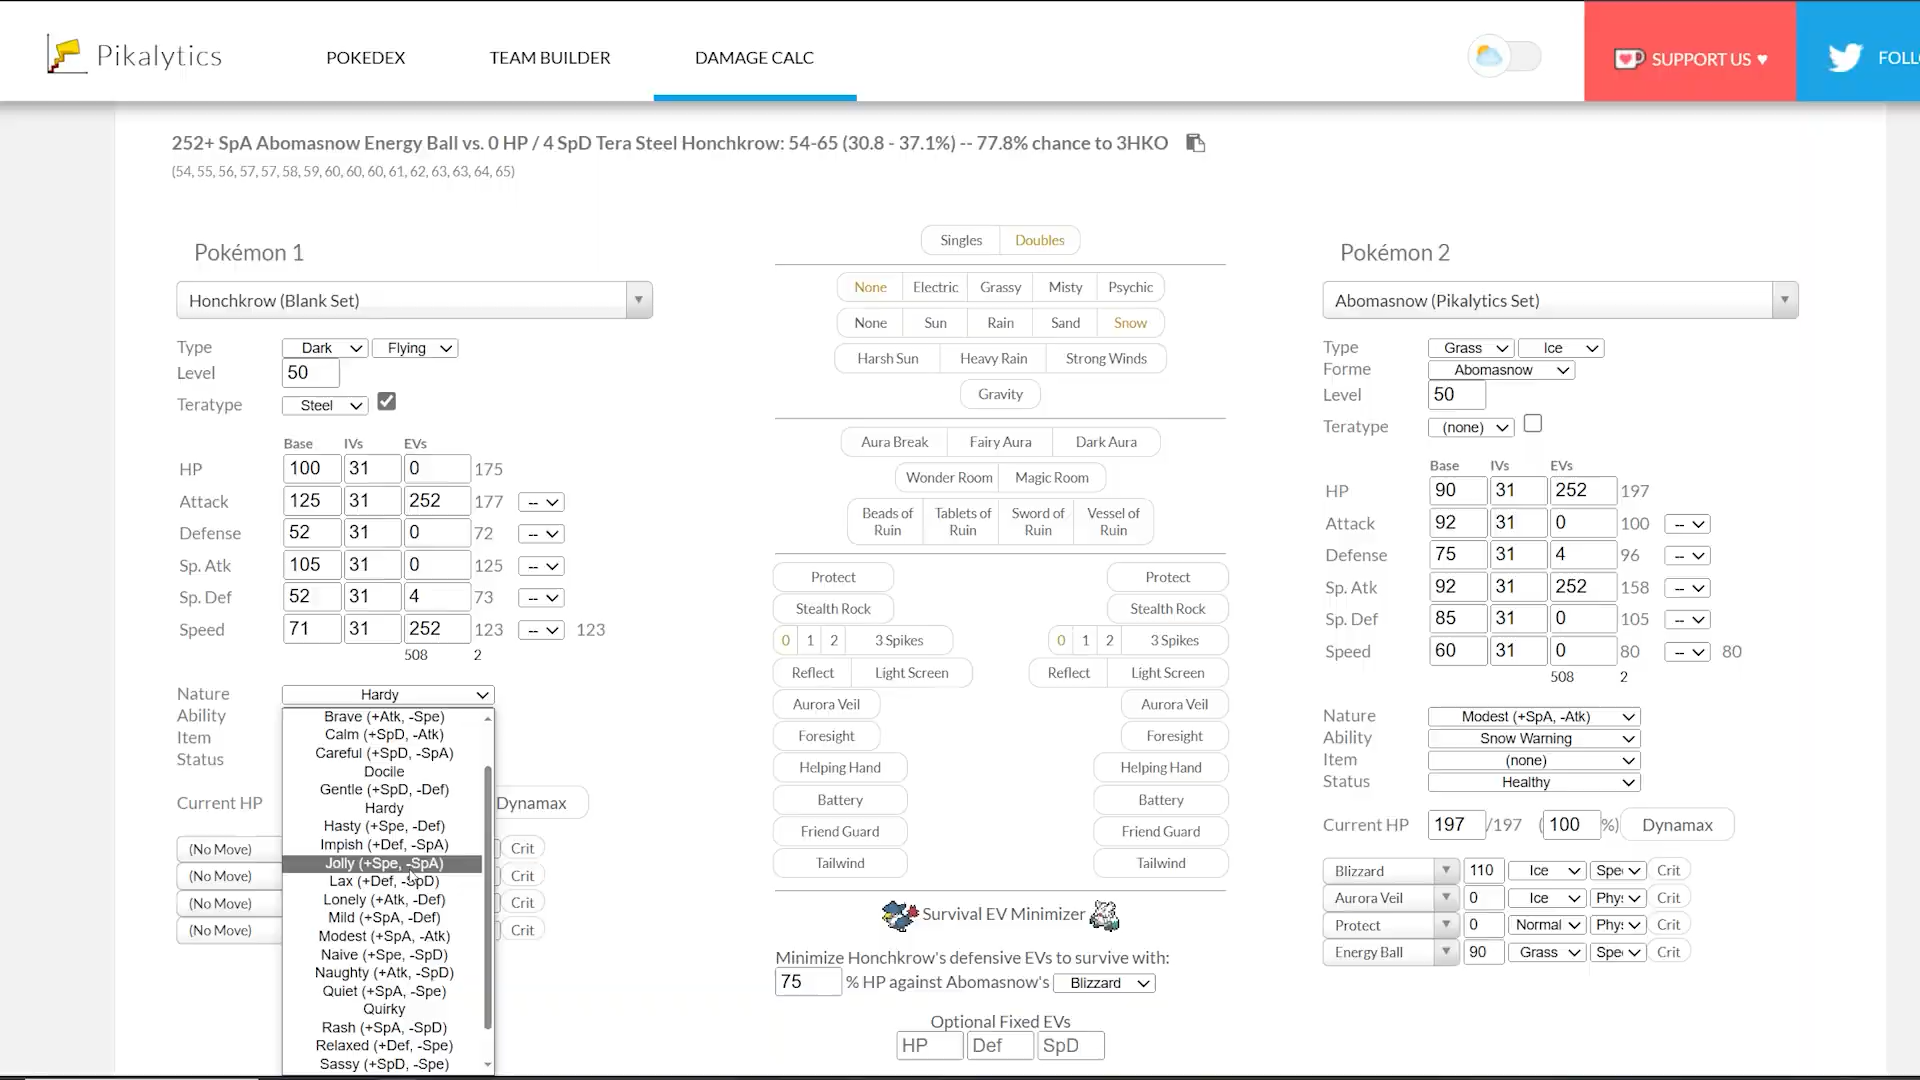 Pikalytics
POKEDEX
TEAM BUILDER
DAMAGE CALC
SUPPORT US ♥
FOLL
252+ SpA Abomasnow Energy Ball vs. 0 HP / 4 SpD Tera Steel Honchkrow: 54-65 (30.8 - 37.1%) -- 77.8% chance to 3HKO
(54, 55, 56, 57, 57, 58, 59, 60, 60, 60, 61, 62, 63, 63, 64, 65)
Pokémon 1
Honchkrow (Blank Set)
Type Dark Flying
Level 50
Teratype Steel
Base IVs EVs
HP 100 31 0 175
Attack 125 31 252 177 --
Defense 52 31 0 72 --
Sp. Atk 105 31 0 125 --
Sp. Def 52 31 4 73 --
Speed 71 31 252 123 -- 123
508 2
Nature Hardy
Ability
Item
Status
Brave (+Atk, -Spe)
Calm (+SpD, -Atk)
Careful (+SpD, -SpA)
Docile
Gentle (+SpD, -Def)
Hardy
Hasty (+Spe, -Def)
Impish (+Def, -SpA)
Jolly (+Spe, -SpA)
Lax (+Def, -SpD)
Lonely (+Atk, -Def)
Mild (+SpA, -Def)
Modest (+SpA, -Atk)
Naive (+Spe, -SpD)
Naughty (+Atk, -SpD)
Quiet (+SpA, -Spe)
Quirky
Rash (+SpA, -SpD)
Relaxed (+Def, -Spe)
Sassy (+SpD, -Spe)
Current HP Dynamax
(No Move) Crit
(No Move) Crit
(No Move) Crit
(No Move) Crit
Singles Doubles
None Electric Grassy Misty Psychic
None Sun Rain Sand Snow
Harsh Sun Heavy Rain Strong Winds
Gravity
Aura Break Fairy Aura Dark Aura
Wonder Room Magic Room
Beads of Ruin Tablets of Ruin Sword of Ruin Vessel of Ruin
Protect Protect
Stealth Rock Stealth Rock
0 1 2 3 Spikes 0 1 2 3 Spikes
Reflect Light Screen Reflect Light Screen
Aurora Veil Aurora Veil
Foresight Foresight
Helping Hand Helping Hand
Battery Battery
Friend Guard Friend Guard
Tailwind Tailwind
Survival EV Minimizer
Minimize Honchkrow's defensive EVs to survive with:
75 % HP against Abomasnow's Blizzard
Optional Fixed EVs
HP Def SpD
Pokémon 2
Abomasnow (Pikalytics Set)
Type Grass Ice
Forme Abomasnow
Level 50
Teratype (none)
Base IVs EVs
HP 90 31 252 197
Attack 92 31 0 100 --
Defense 75 31 4 96 --
Sp. Atk 92 31 252 158 --
Sp. Def 85 31 0 105 --
Speed 60 31 0 80 -- 80
508 2
Nature Modest (+SpA, -Atk)
Ability Snow Warning
Item (none)
Status Healthy
Current HP 197 /197 (100 %) Dynamax
Blizzard 110 Ice Spe Crit
Aurora Veil 0 Ice Phys Crit
Protect 0 Normal Phys Crit
Energy Ball 90 Grass Spe Crit